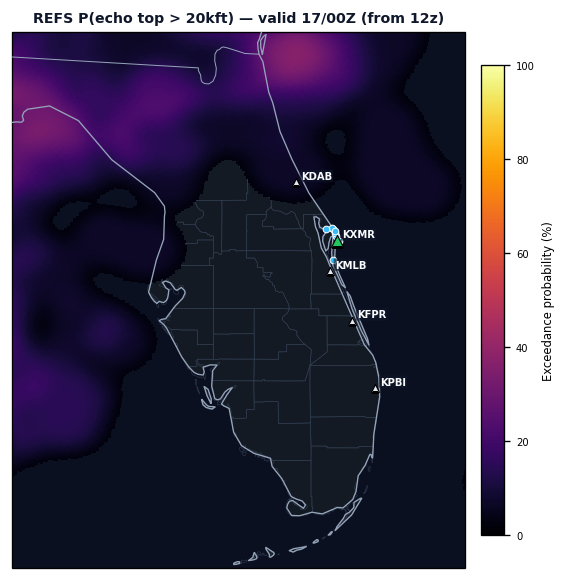 REFS P(echo top > 20kft) — valid 17/00Z (from 12z)
100
80
60
40
20
0
Exceedance probability (%)
KDAB
KXMR
KMLB
KFPR
KPBI